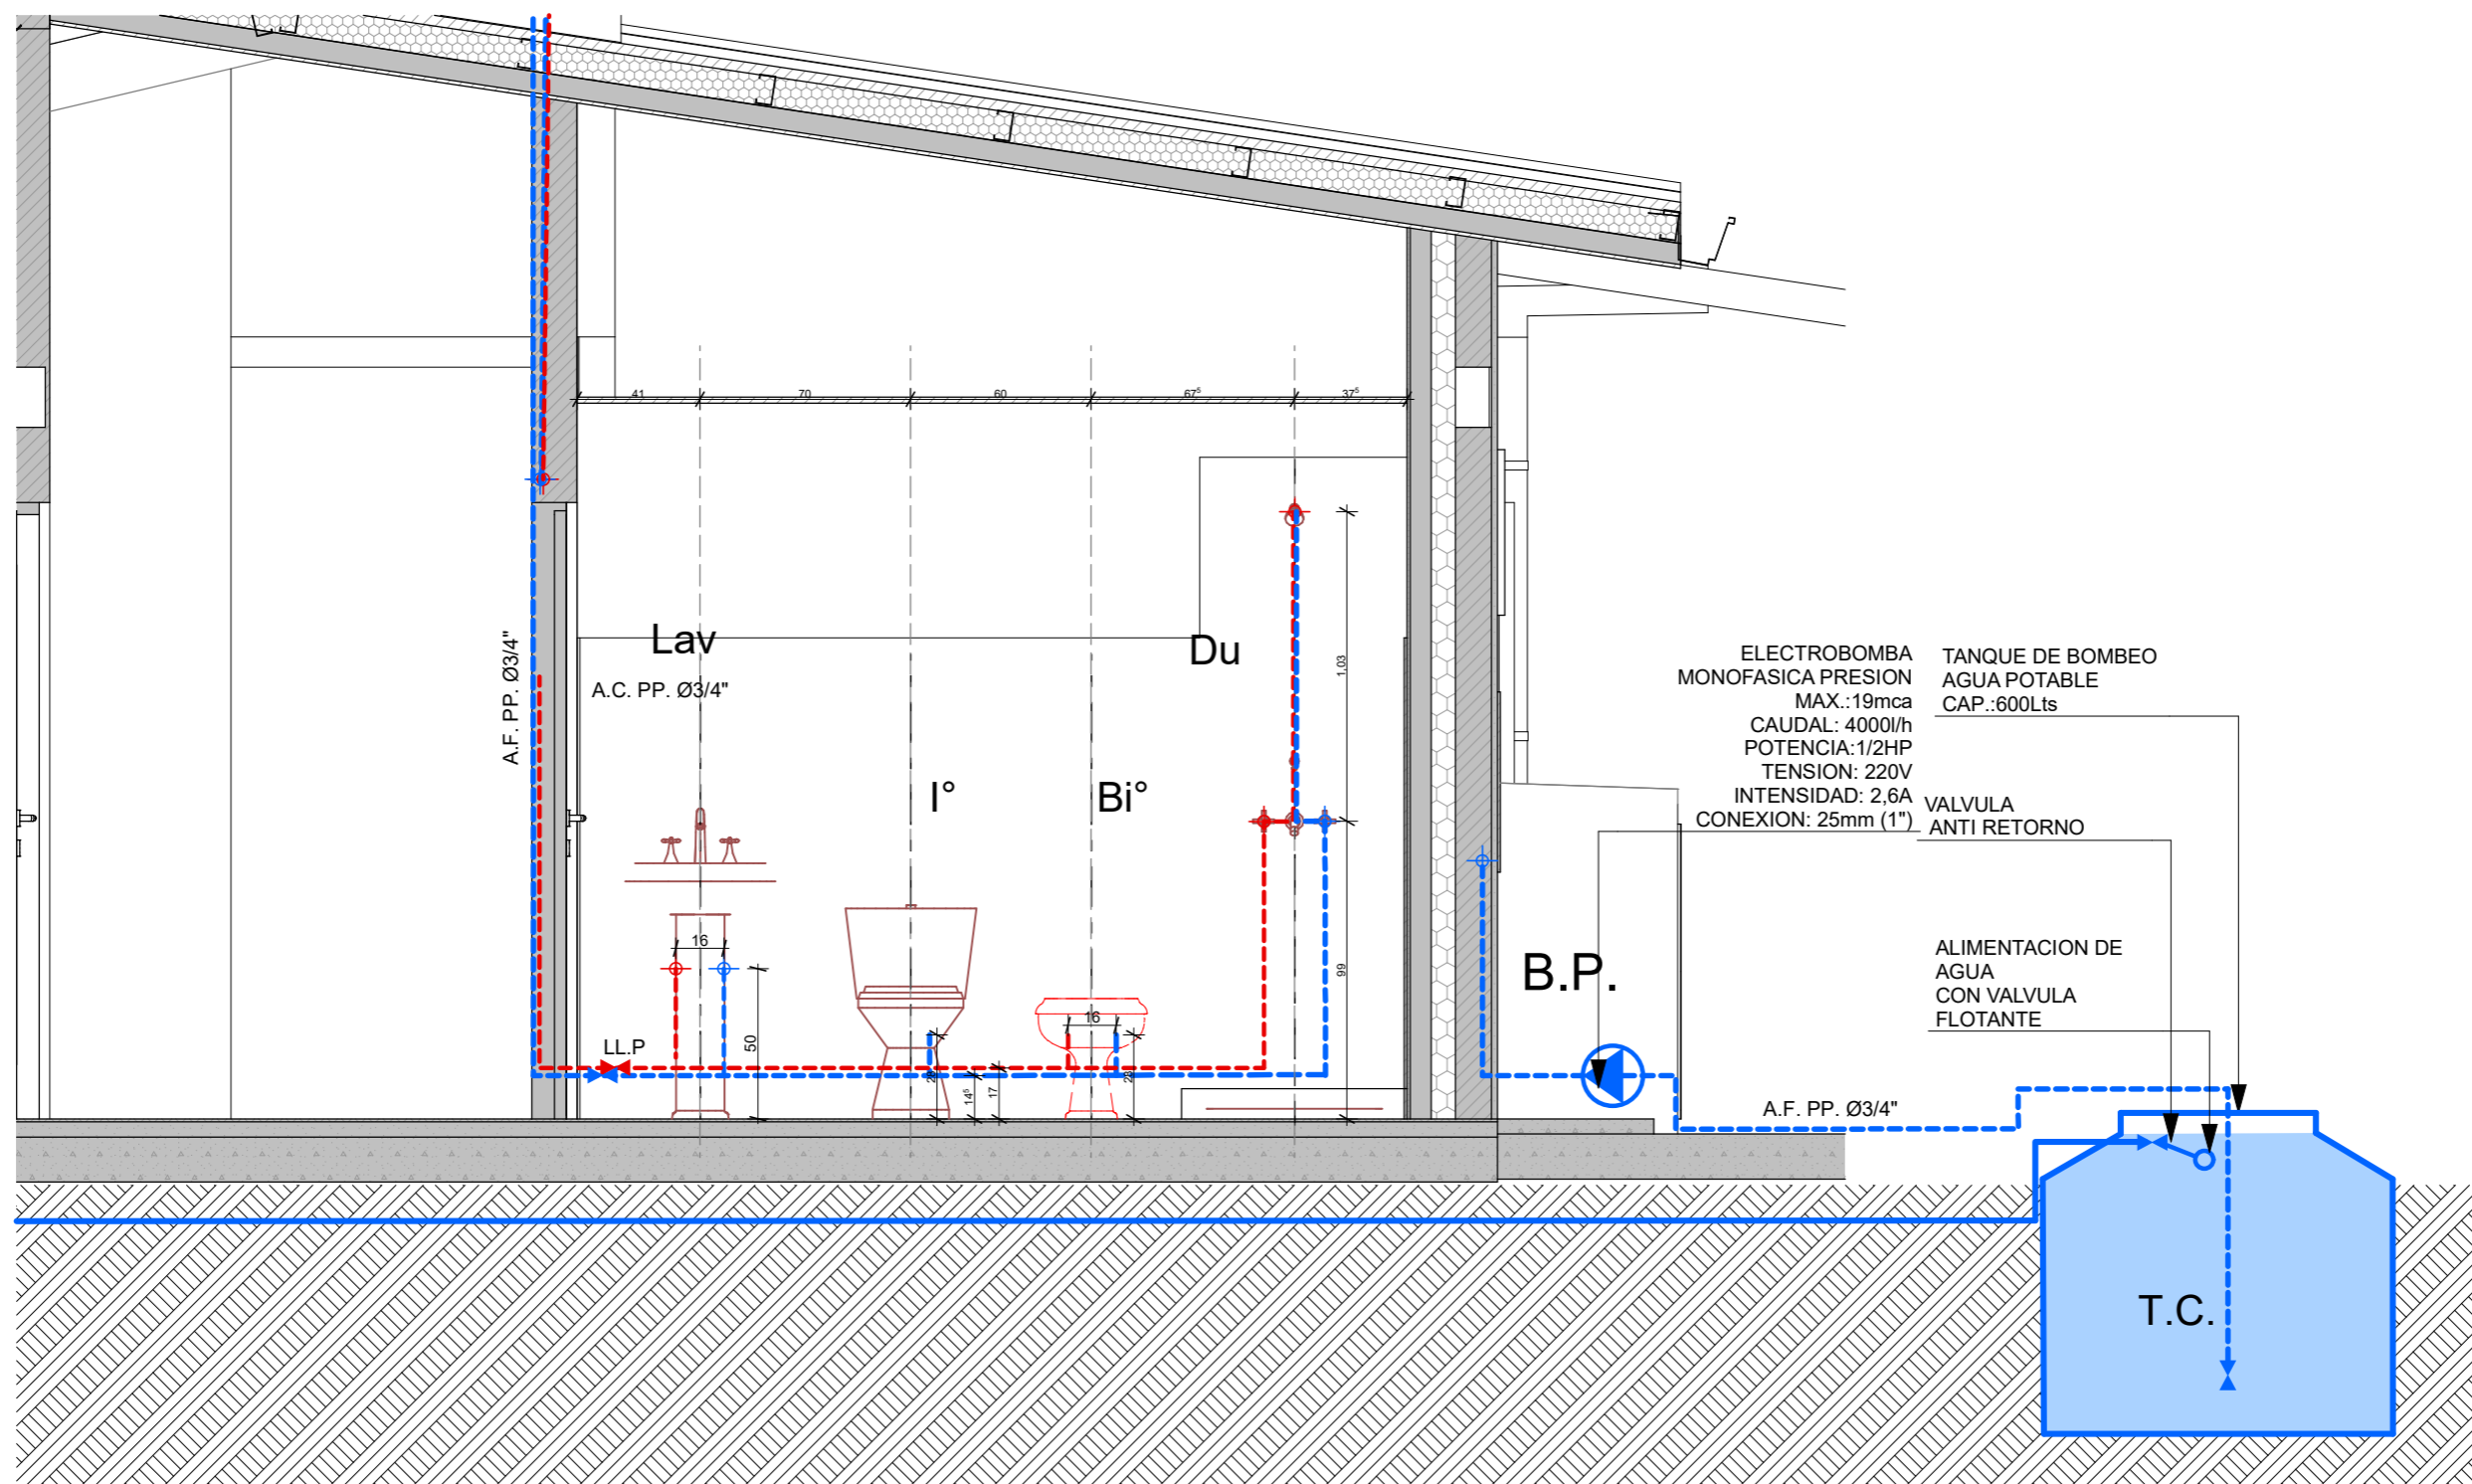 41 70 60 67⁵ 37⁵
Lav
Du
1,03
A.F. PP. Ø3/4"
A.C. PP. Ø3/4"
I°
Bi°
ELECTROBOMBA
MONOFASICA PRESION
MAX.:19mca
CAUDAL: 4000l/h
POTENCIA:1/2HP
TENSION: 220V
INTENSIDAD: 2,6A
CONEXION: 25mm (1")
TANQUE DE BOMBEO
AGUA POTABLE
CAP.:600Lts
VALVULA
ANTI RETORNO
16
50
LL.P
14⁵
17
16
28
99
B.P.
ALIMENTACION DE
AGUA
CON VALVULA
FLOTANTE
A.F. PP. Ø3/4"
T.C.